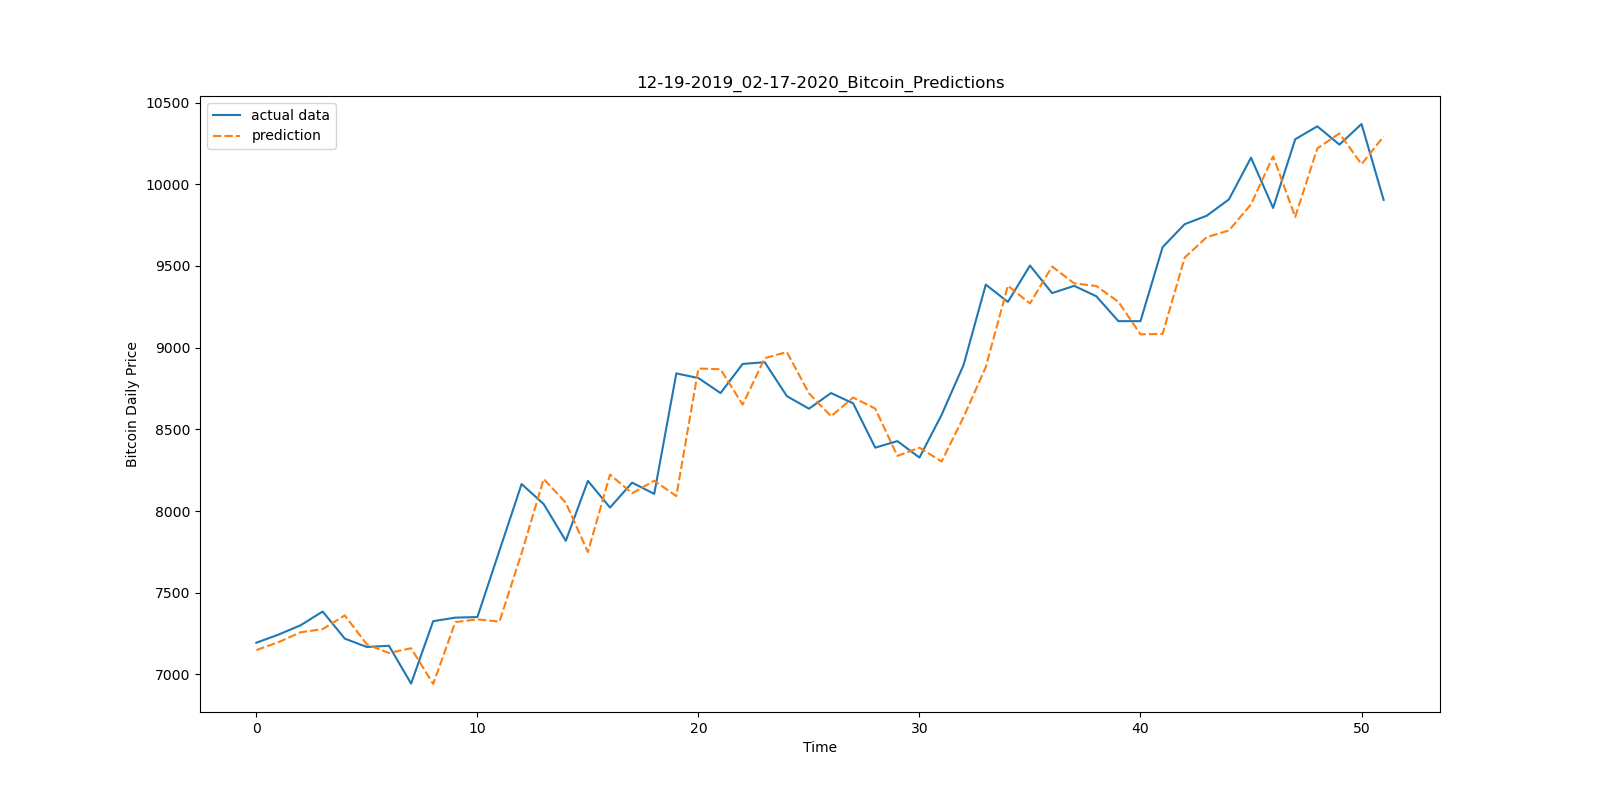 12-19-2019_02-17-2020_Bitcoin_Predictions
actual data
prediction
10500
10000
9500
9000
8500
8000
7500
7000
Bitcoin Daily Price
0 10 20 30 40 50
Time